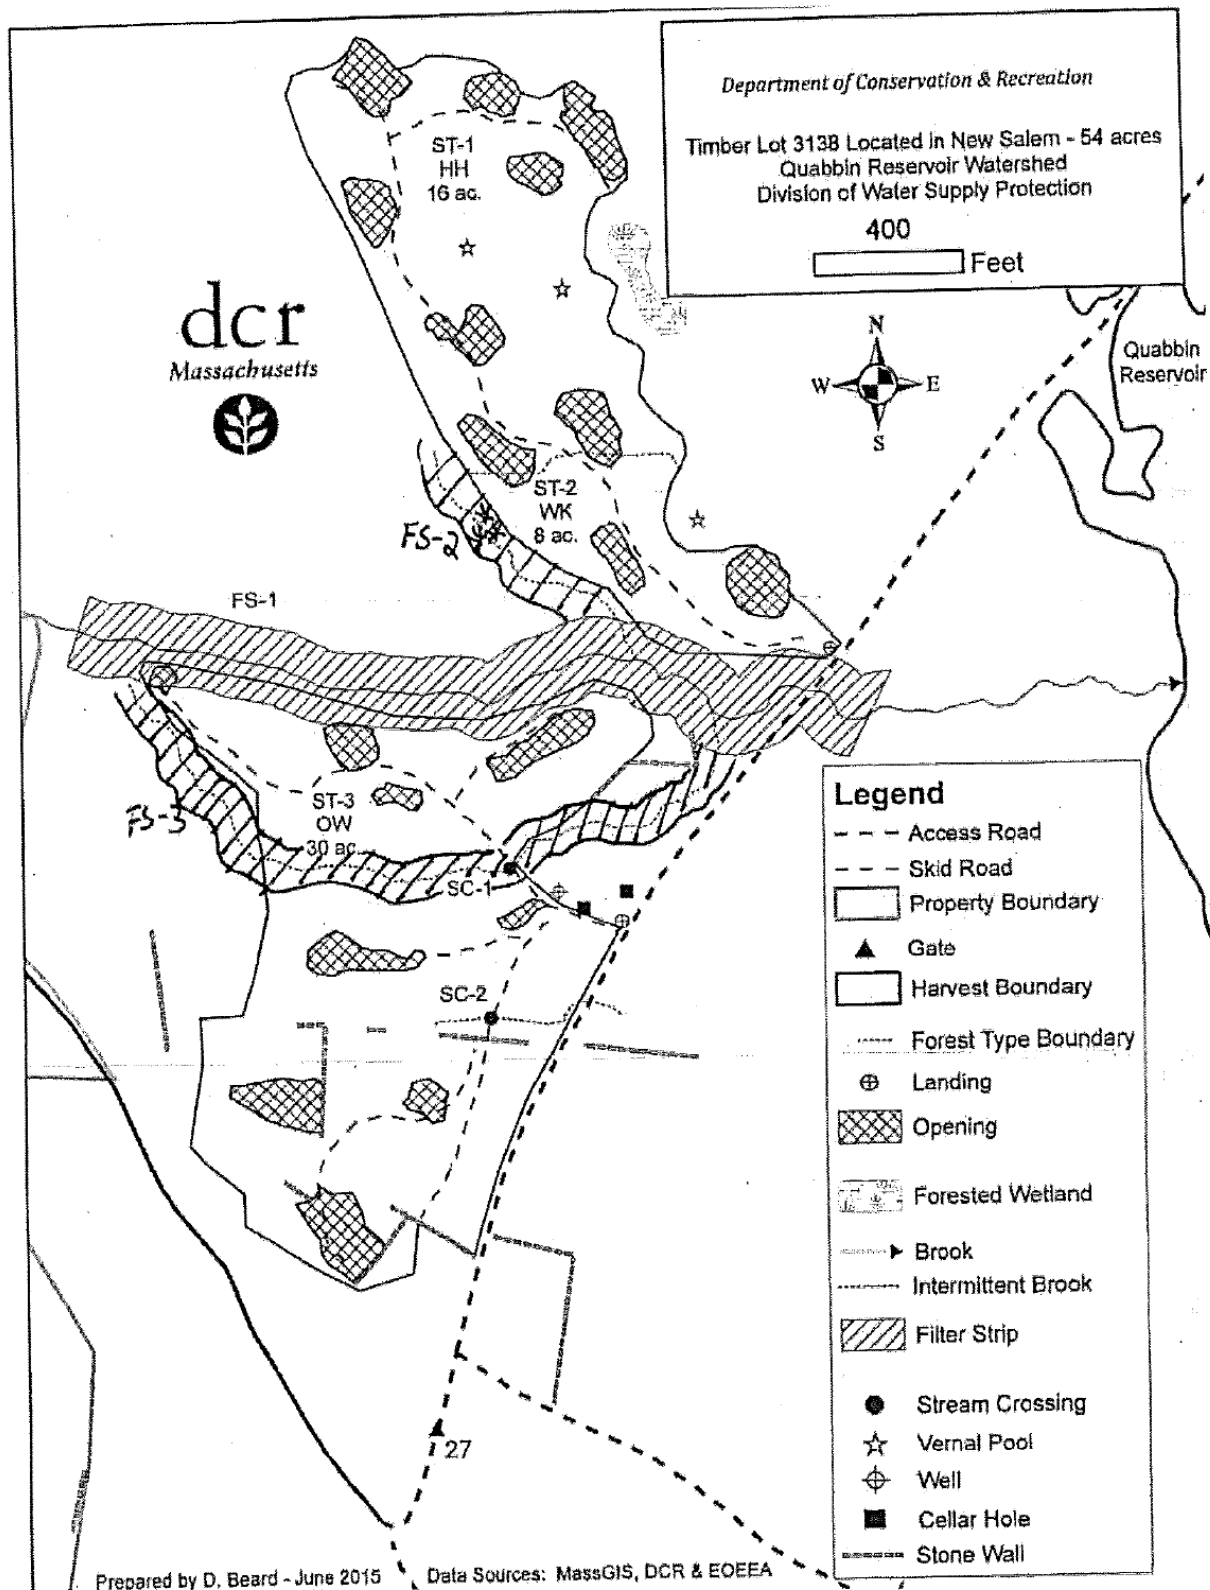 Department of Conservation & Recreation
Timber Lot 3138 Located in New Salem - 54 acres
Quabbin Reservoir Watershed
Division of Water Supply Protection
400
Feet
ST-1
HH
16 ac.
dcr
Massachusetts
N
W
E
S
Quabbin
Reservoir
ST-2
WK
8 ac.
FS-2
FS-1
ST-3
OW
30 ac.
FS-3
SC-1
SC-2
27
Legend
Access Road
Skid Road
Property Boundary
Gate
Harvest Boundary
Forest Type Boundary
Landing
Opening
Forested Wetland
Brook
Intermittent Brook
Filter Strip
Stream Crossing
Vernal Pool
Well
Cellar Hole
Stone Wall
Prepared by D. Beard - June 2015
Data Sources: MassGIS, DCR & EOEEA